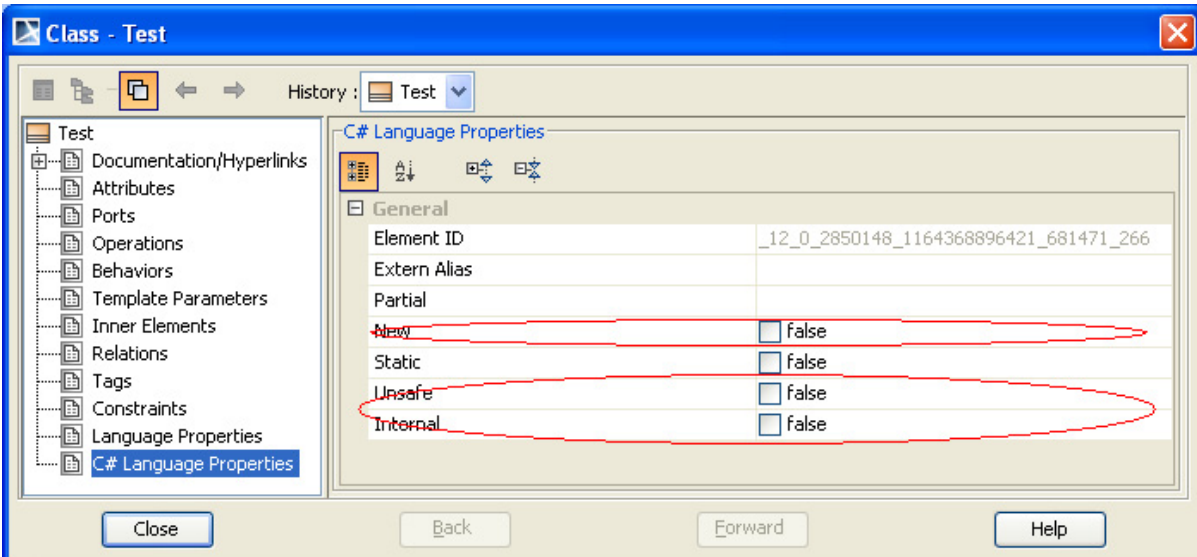 Class - Test
History : Test
Test
Documentation/Hyperlinks
Attributes
Ports
Operations
Behaviors
Template Parameters
Inner Elements
Relations
Tags
Constraints
Language Properties
C# Language Properties
C# Language Properties
General
Element ID _12_0_2850148_1164368896421_681471_266
Extern Alias
Partial
New false
Static false
Unsafe false
Internal false
Close Back Forward Help